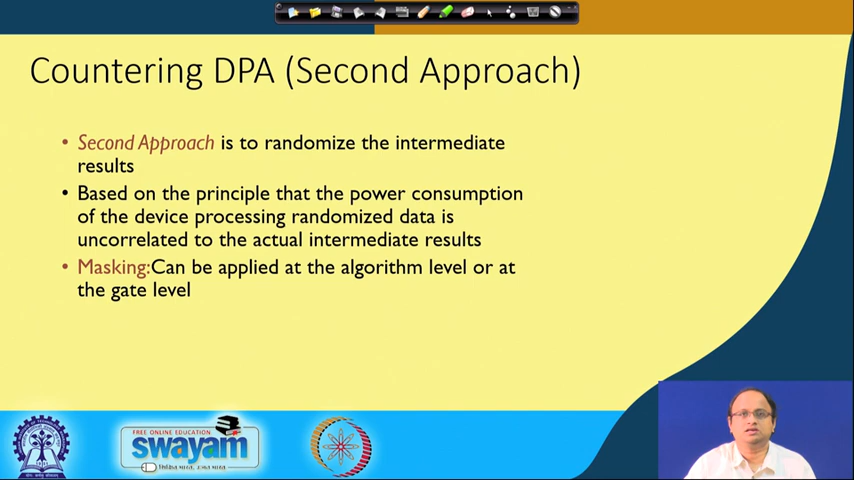 Countering DPA (Second Approach)
• Second Approach is to randomize the intermediate
results
• Based on the principle that the power consumption
of the device processing randomized data is
uncorrelated to the actual intermediate results
• Masking:Can be applied at the algorithm level or at
the gate level
FREE ONLINE EDUCATION
swayam